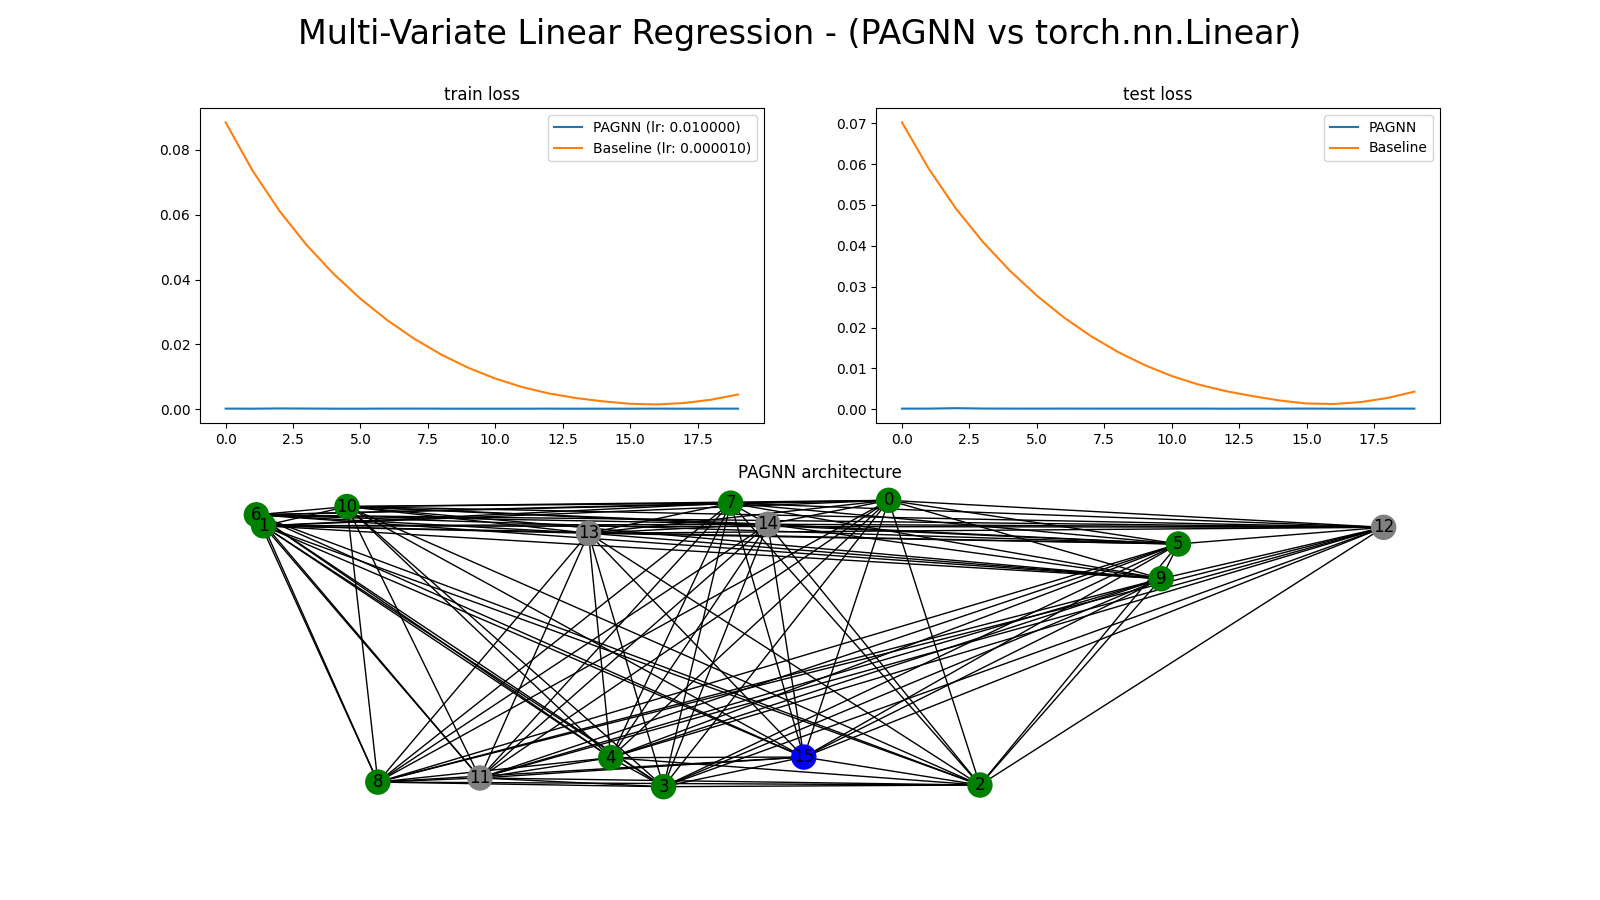 Multi-Variate Linear Regression - (PAGNN vs torch.nn.Linear)
train loss
PAGNN (lr: 0.010000)
Baseline (lr: 0.000010)
0.08
0.06
0.04
0.02
0.00
0.0 2.5 5.0 7.5 10.0 12.5 15.0 17.5
test loss
PAGNN
Baseline
0.07
0.06
0.05
0.04
0.03
0.02
0.01
0.00
0.0 2.5 5.0 7.5 10.0 12.5 15.0 17.5
PAGNN architecture
6
1
10
13
7
14
0
5
9
12
8
11
4
3
15
2